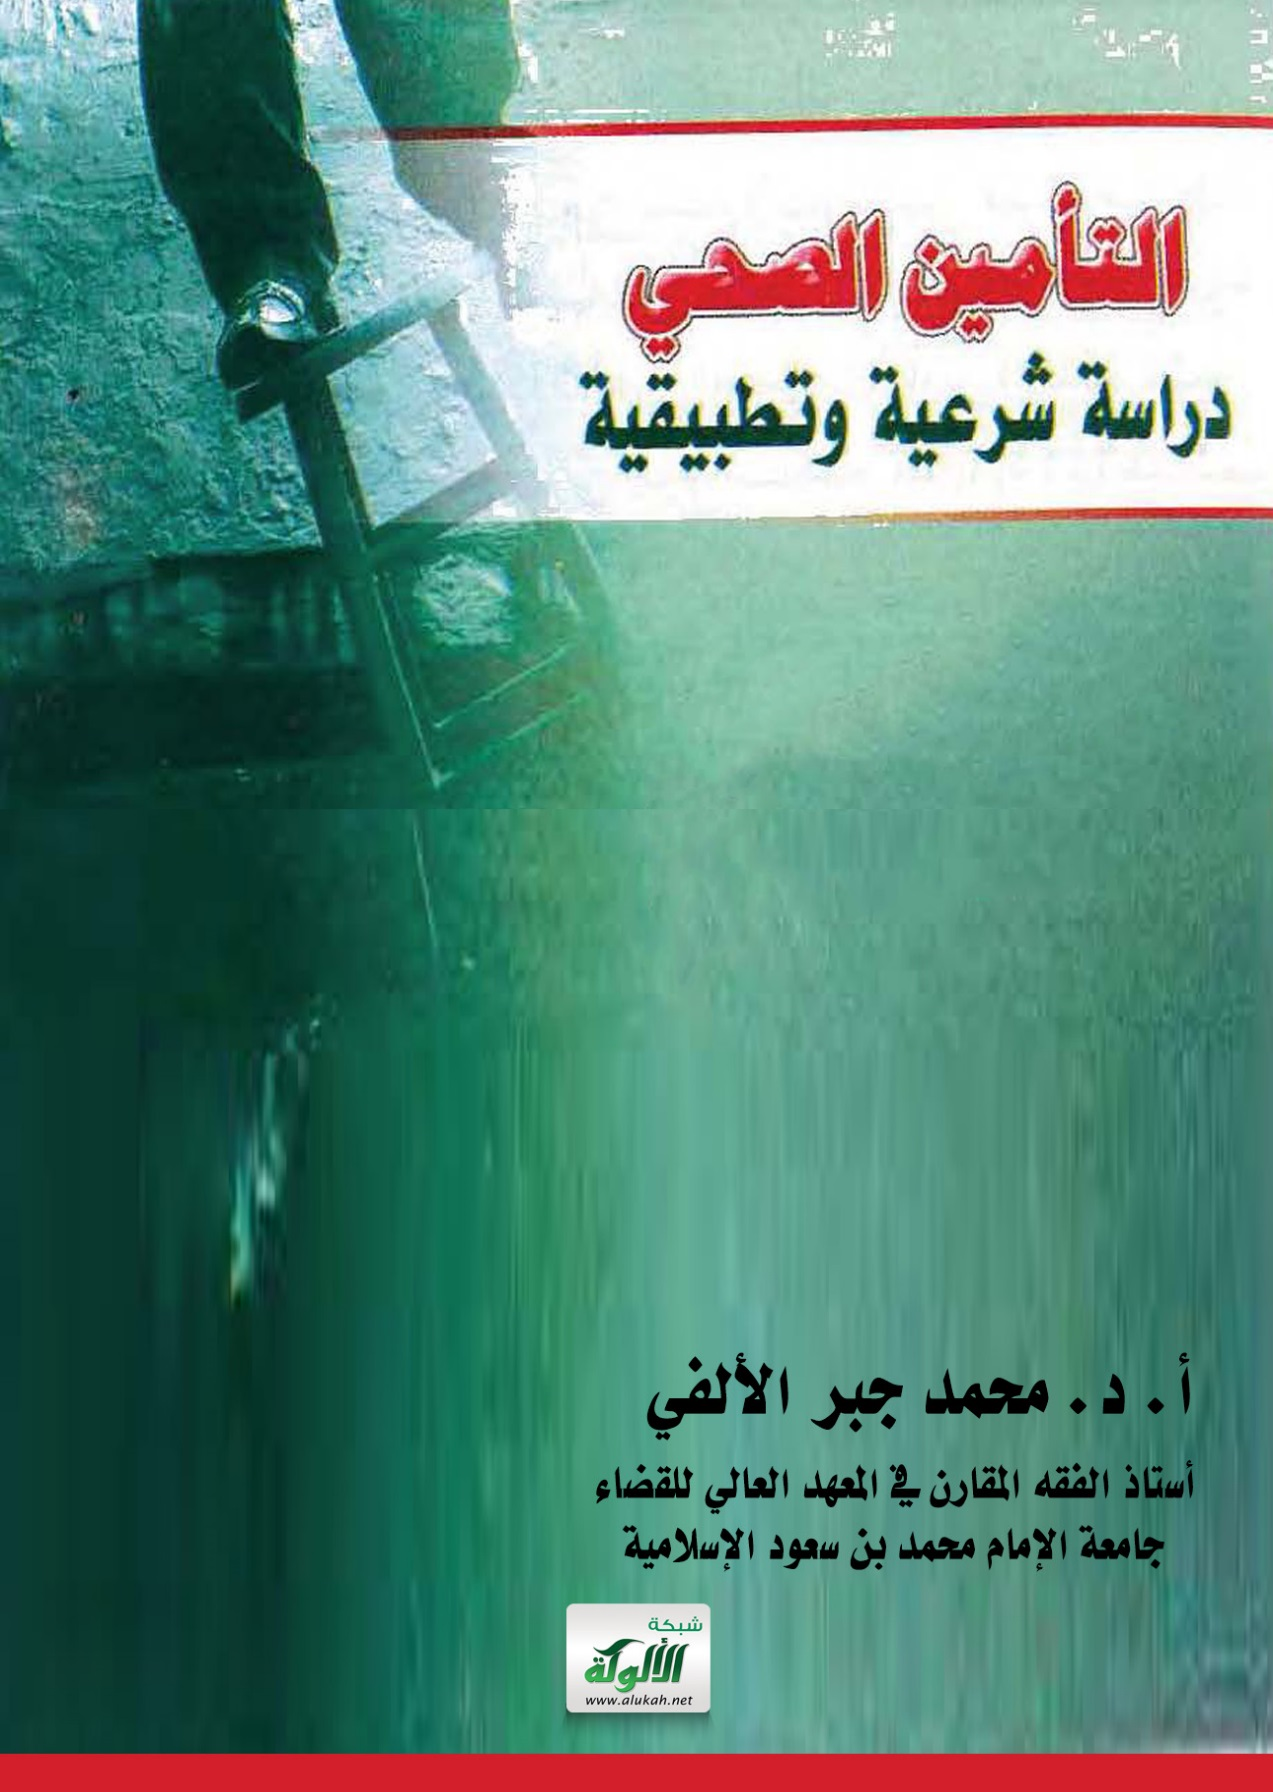 التأمين الصحي
دراسة شرعية وتطبيقية
أ. د. محمد جبر الألفي
أستاذ الفقه المقارن في المعهد العالي للقضاء
جامعة الإمام محمد بن سعود الإسلامية
شبكة
الألوكة
www.alukah.net